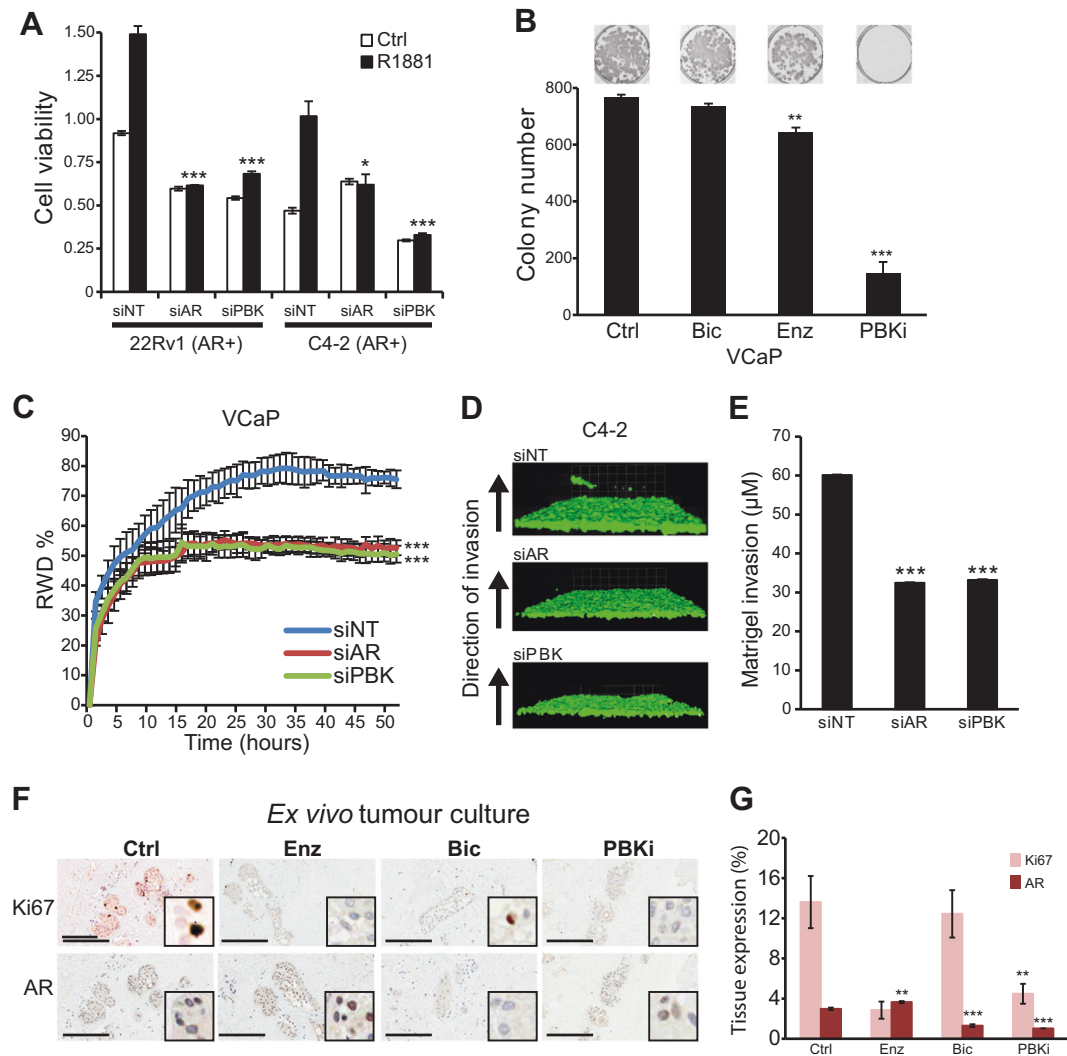 A
Cell viability
1.50
1.25
1.00
0.75
0.50
0.25
0
Ctrl
R1881
***
***
*
***
siNT siAR siPBK siNT siAR siPBK
22Rv1 (AR+) C4-2 (AR+)
B
Colony number
800
600
400
200
0
**
***
Ctrl Bic Enz PBKi
VCaP
C
VCaP
RWD %
90
80
70
60
50
40
30
20
10
0
***
***
siNT
siAR
siPBK
0 5 10 15 20 25 30 35 40 45 50
Time (hours)
D
C4-2
Direction of invasion
siNT
siAR
siPBK
E
Matrigel invasion (µM)
70
60
50
40
30
20
10
0
*** ***
siNT siAR siPBK
F
Ex vivo tumour culture
Ctrl Enz Bic PBKi
Ki67
AR
G
Tissue expression (%)
20
16
12
8
4
0
Ki67
AR
**
***
**
***
Ctrl Enz Bic PBKi